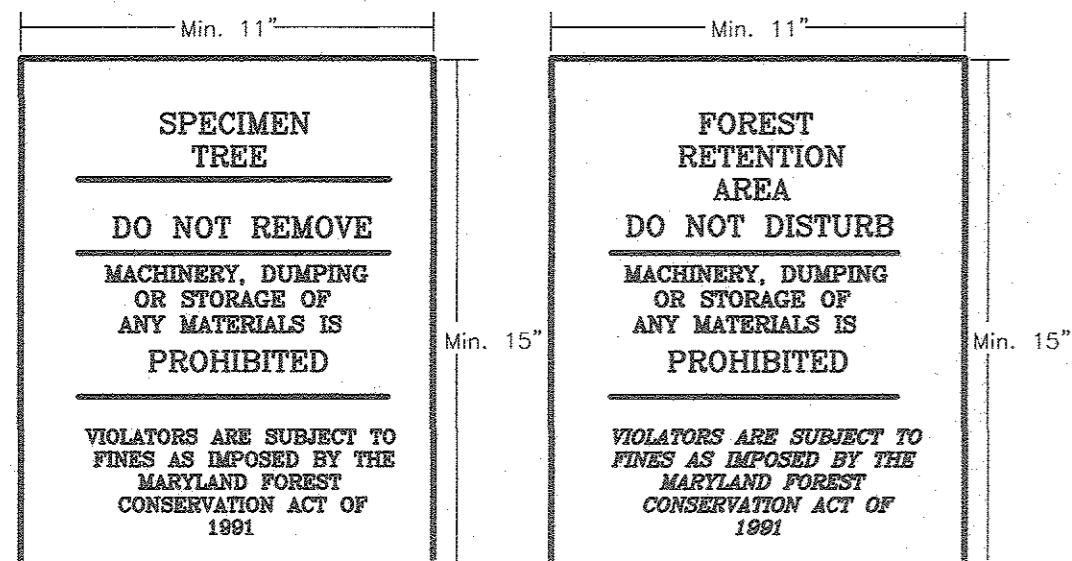 Min. 11"
SPECIMEN
TREE
DO NOT REMOVE
MACHINERY, DUMPING
OR STORAGE OF
ANY MATERIALS IS
PROHIBITED
VIOLATORS ARE SUBJECT TO
FINES AS IMPOSED BY THE
MARYLAND FOREST
CONSERVATION ACT OF
1991
Min. 15"
Min. 11"
FOREST
RETENTION
AREA
DO NOT DISTURB
MACHINERY, DUMPING
OR STORAGE OF
ANY MATERIALS IS
PROHIBITED
VIOLATORS ARE SUBJECT TO
FINES AS IMPOSED BY THE
MARYLAND FOREST
CONSERVATION ACT OF
1991
Min. 15"